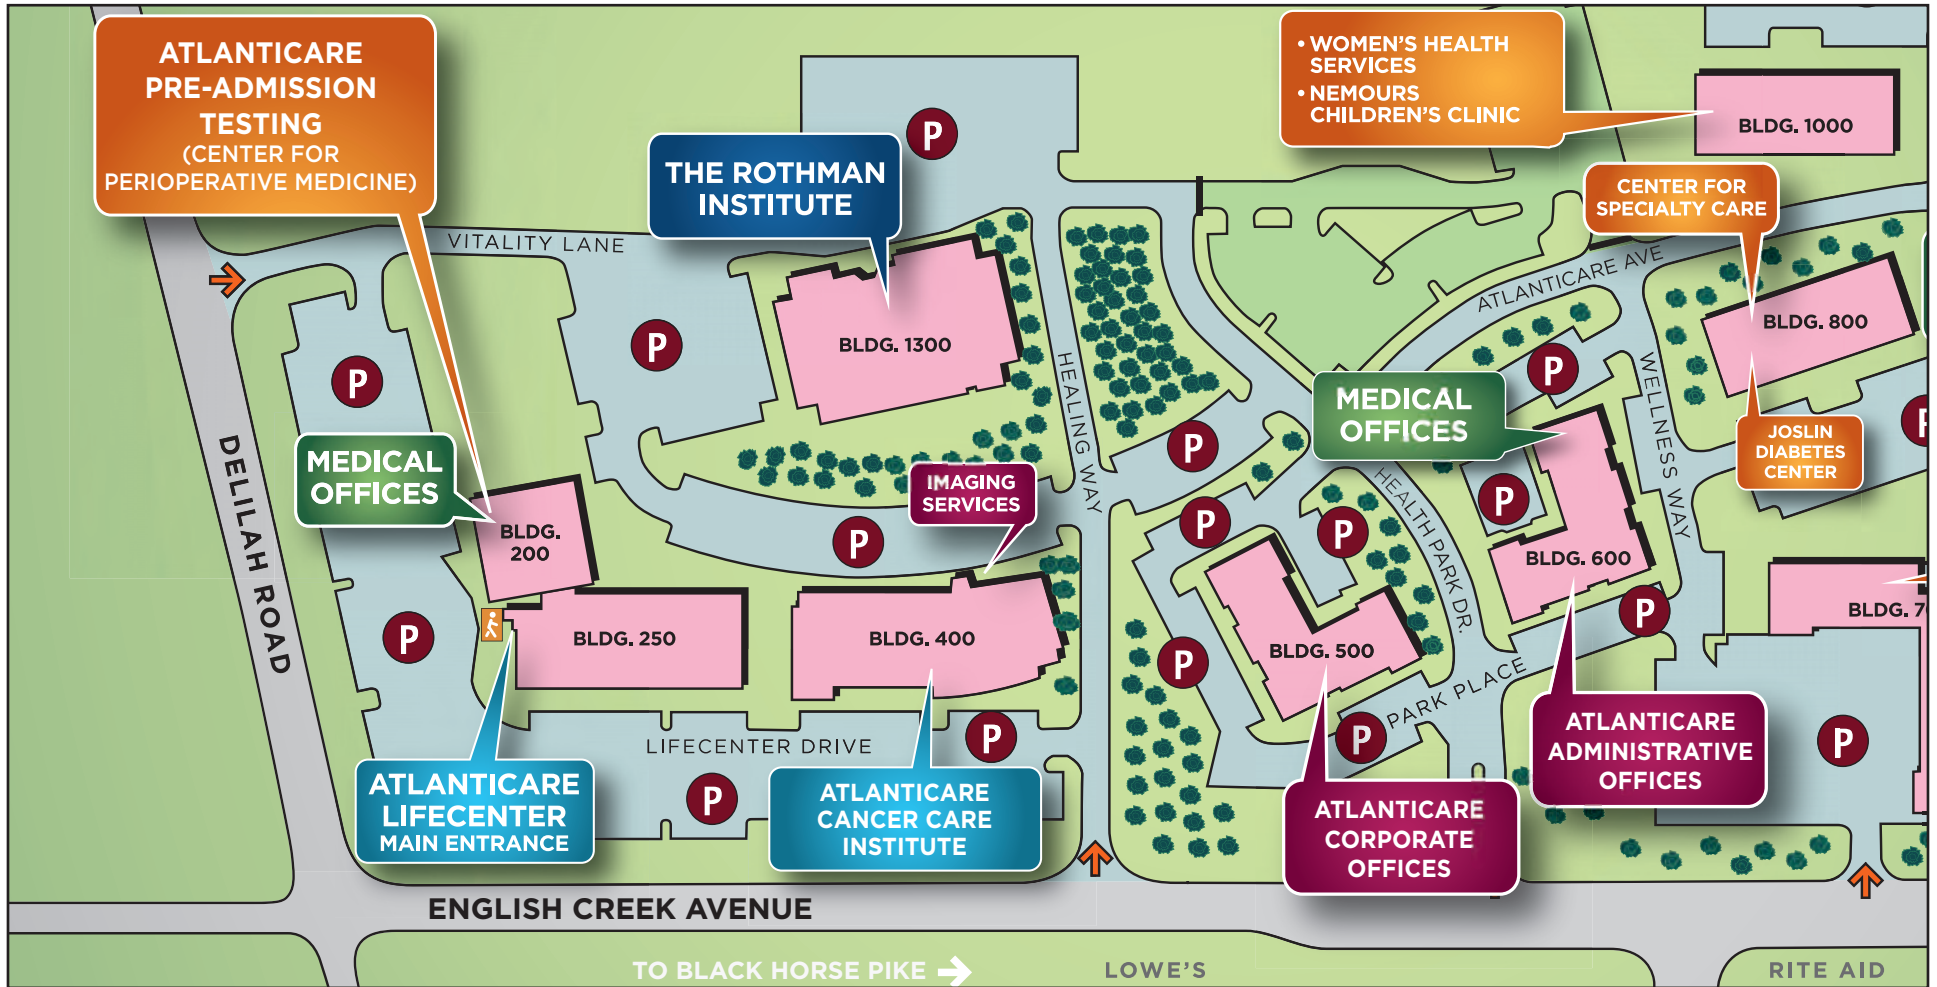 ATLANTICARE
PRE-ADMISSION
TESTING
(CENTER FOR
PERIOPERATIVE MEDICINE)
• WOMEN'S HEALTH
SERVICES
• NEMOURS
CHILDREN'S CLINIC
BLDG. 1000
P
THE ROTHMAN
INSTITUTE
CENTER FOR
SPECIALTY CARE
VITALITY LANE
ATLANTICARE AVE
BLDG. 800
BLDG. 1300
P
P
P
HEALING WAY
WELLNESS WAY
MEDICAL
OFFICES
P
JOSLIN
DIABETES
CENTER
P
DELILAH ROAD
MEDICAL
OFFICES
IMAGING
SERVICES
HEALTH PARK DR.
P
P
P
P
P
BLDG.
200
BLDG. 600
P
BLDG. 7
P
BLDG. 250
BLDG. 400
P
BLDG. 500
PARK PLACE
LIFECENTER DRIVE
P
P
P
ATLANTICARE
ADMINISTRATIVE
OFFICES
P
ATLANTICARE
LIFECENTER
MAIN ENTRANCE
P
ATLANTICARE
CANCER CARE
INSTITUTE
ATLANTICARE
CORPORATE
OFFICES
ENGLISH CREEK AVENUE
TO BLACK HORSE PIKE
LOWE'S
RITE AID